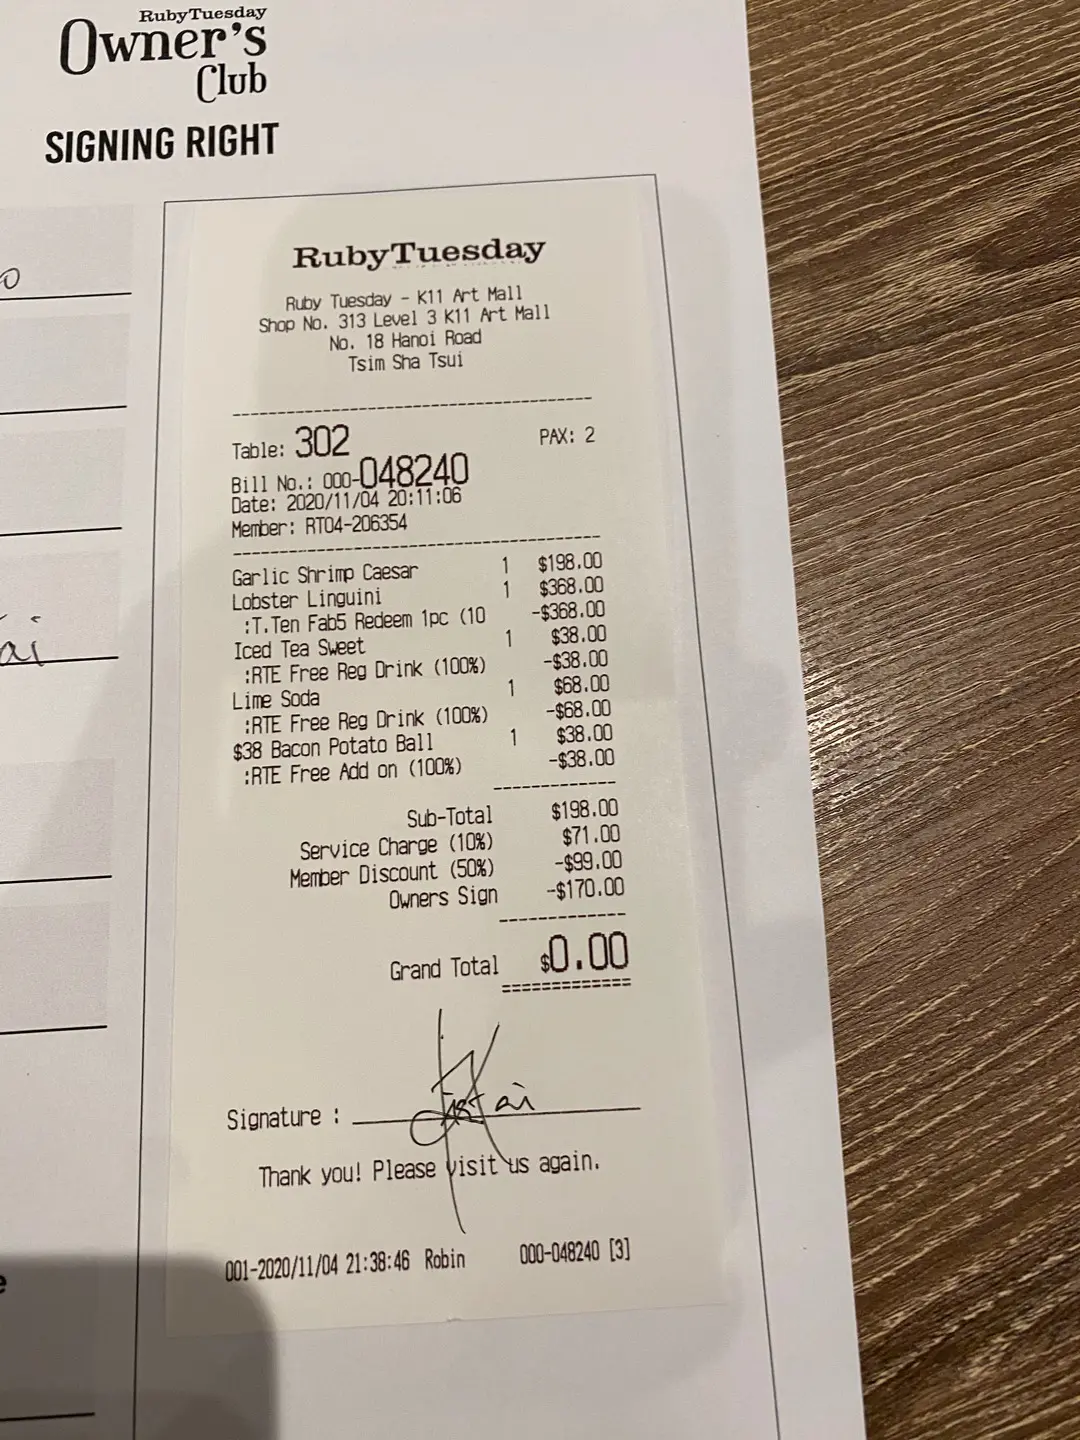 RubyTuesday
Owner's
Club
SIGNING RIGHT
RubyTuesday
Ruby Tuesday - K11 Art Mall
Shop No. 313 Level 3 K11 Art Mall
No. 18 Hanoi Road
Tsim Sha Tsui
Table: 302 PAX: 2
Bill No.: 000-048240
Date: 2020/11/04 20:11:06
Member: RT04-206354
Garlic Shrimp Caesar 1 $198.00
Lobster Linguini 1 $368.00
:T.Ten Fab5 Redeem 1pc (10 -$368.00
Iced Tea Sweet 1 $38.00
:RTE Free Reg Drink (100%) -$38.00
Lime Soda 1 $68.00
:RTE Free Reg Drink (100%) -$68.00
$38 Bacon Potato Ball 1 $38.00
:RTE Free Add on (100%) -$38.00
Sub-Total $198.00
Service Charge (10%) $71.00
Member Discount (50%) -$99.00
Owners Sign -$170.00
Grand Total $0.00
Signature :
Thank you! Please visit us again.
001-2020/11/04 21:38:46 Robin 000-048240 [3]